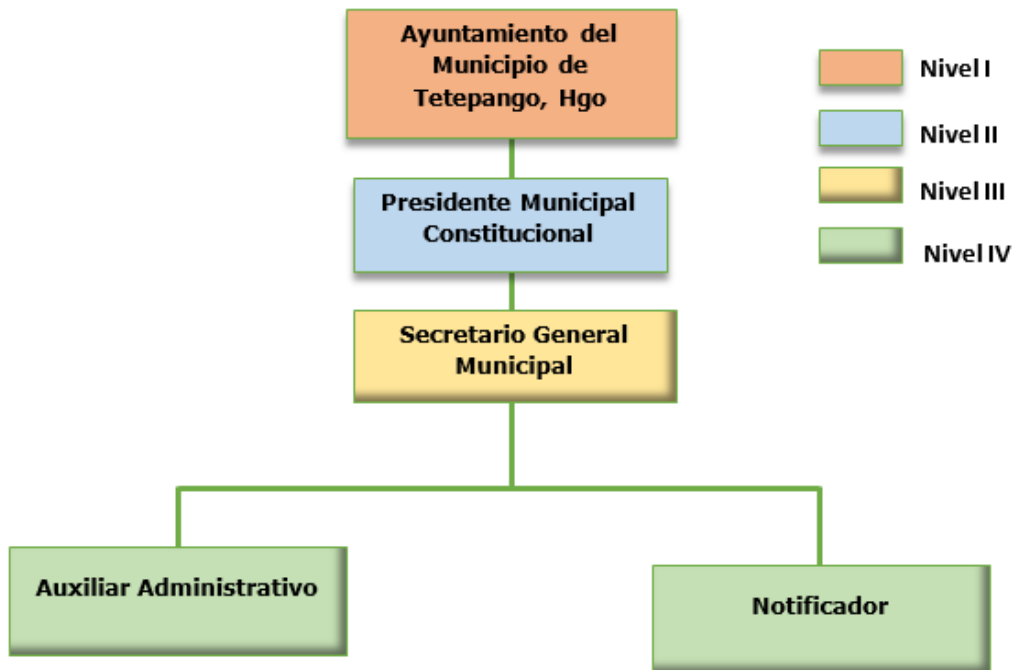 Ayuntamiento del
Municipio de
Tetepango, Hgo
Nivel I
Nivel II
Presidente Municipal
Constitucional
Nivel III
Nivel IV
Secretario General
Municipal
Auxiliar Administrativo
Notificador